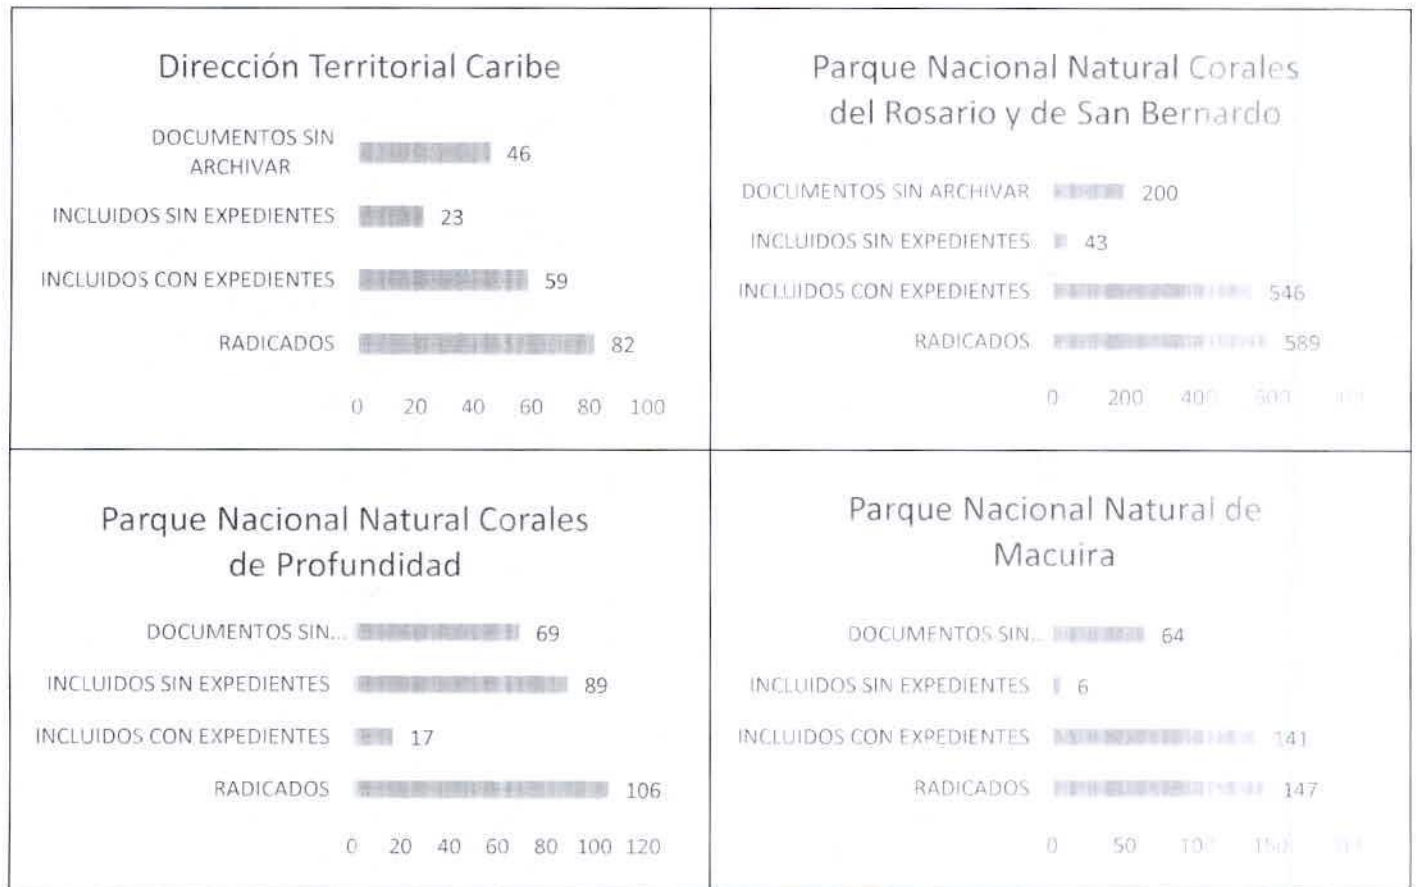 Dirección Territorial Caribe
DOCUMENTOS SIN
ARCHIVAR
46
INCLUIDOS SIN EXPEDIENTES
23
INCLUIDOS CON EXPEDIENTES
59
RADICADOS
82
0 20 40 60 80 100
Parque Nacional Natural Corales
del Rosario y de San Bernardo
DOCUMENTOS SIN ARCHIVAR
200
INCLUIDOS SIN EXPEDIENTES
43
INCLUIDOS CON EXPEDIENTES
546
RADICADOS
589
0 200 400 600
Parque Nacional Natural Corales
de Profundidad
DOCUMENTOS SIN...
69
INCLUIDOS SIN EXPEDIENTES
89
INCLUIDOS CON EXPEDIENTES
17
RADICADOS
106
0 20 40 60 80 100 120
Parque Nacional Natural de
Macuira
DOCUMENTOS SIN...
64
INCLUIDOS SIN EXPEDIENTES
6
INCLUIDOS CON EXPEDIENTES
141
RADICADOS
147
0 50 100 150